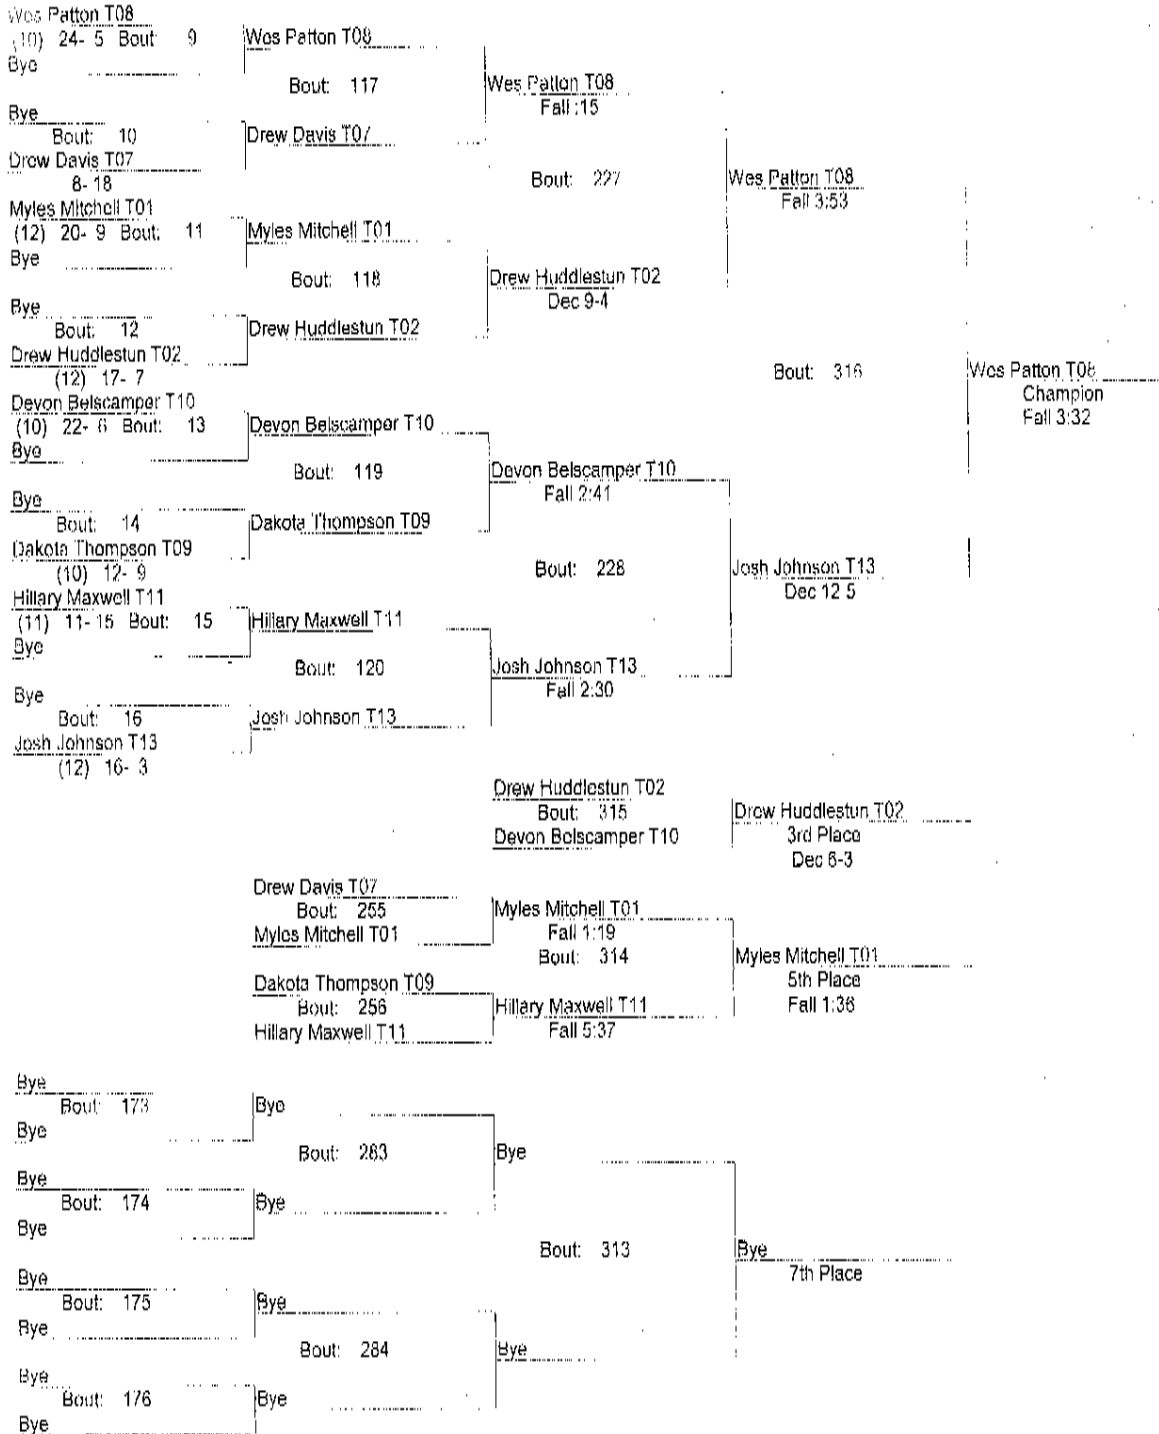 Wes Patton T08
(10) 24- 5 Bout: 9
Bye
Bye
Bout: 10
Drew Davis T07
8- 18
Myles Mitchell T01
(12) 20- 9 Bout: 11
Bye
Bye
Bout: 12
Drew Huddlestun T02
(12) 17- 7
Devon Belscamper T10
(10) 22- 6 Bout: 13
Bye
Bye
Bout: 14
Dakota Thompson T09
(10) 12- 9
Hillary Maxwell T11
(11) 11- 15 Bout: 15
Bye
Bye
Bout: 16
Josh Johnson T13
(12) 16- 3
Wes Patton T08
Bout: 117
Drew Davis T07
Myles Mitchell T01
Bout: 118
Drew Huddlestun T02
Devon Belscamper T10
Bout: 119
Dakota Thompson T09
Hillary Maxwell T11
Bout: 120
Josh Johnson T13
Wes Patton T08
Fall :15
Bout: 227
Drew Huddlestun T02
Dec 9-4
Devon Belscamper T10
Fall 2:41
Bout: 228
Josh Johnson T13
Fall 2:30
Wes Patton T08
Fall 3:53
Bout: 316
Josh Johnson T13
Dec 12 5
Wes Patton T08
Champion
Fall 3:32
Drew Huddlestun T02
Bout: 315
Devon Belscamper T10
Drew Huddlestun T02
3rd Place
Dec 6-3
Drew Davis T07
Bout: 255
Myles Mitchell T01
Dakota Thompson T09
Bout: 256
Hillary Maxwell T11
Myles Mitchell T01
Fall 1:19
Bout: 314
Hillary Maxwell T11
Fall 5:37
Myles Mitchell T01
5th Place
Fall 1:36
Bye
Bout: 173
Bye
Bye
Bout: 174
Bye
Bye
Bout: 175
Bye
Bye
Bout: 176
Bye
Bye
Bout: 283
Bye
Bye
Bout: 284
Bye
Bye
Bout: 313
Bye
Bye
7th Place